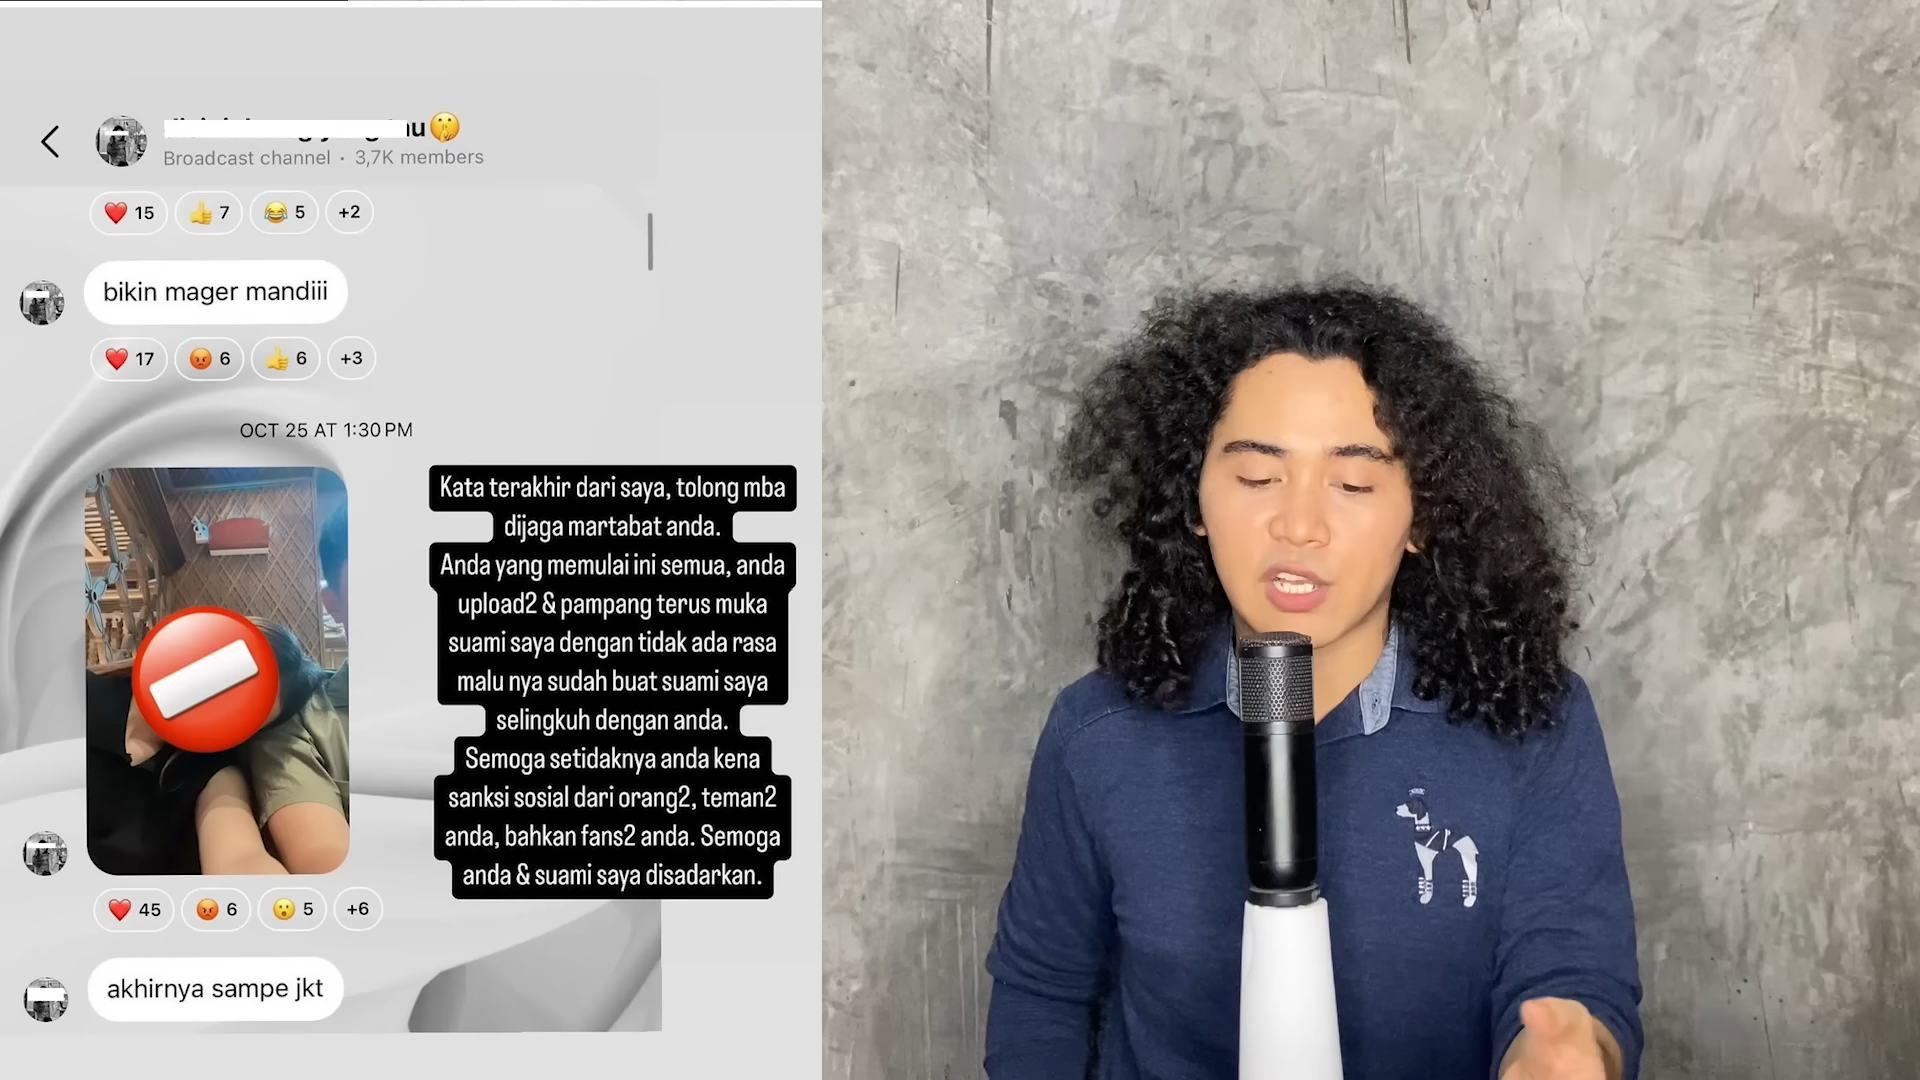 Broadcast channel · 3,7K members
15
7
5
+2
bikin mager mandiii
17
6
6
+3
OCT 25 AT 1:30 PM
Kata terakhir dari saya, tolong mba
dijaga martabat anda.
Anda yang memulai ini semua, anda
upload2 & pampang terus muka
suami saya dengan tidak ada rasa
malu nya sudah buat suami saya
selingkuh dengan anda.
Semoga setidaknya anda kena
sanksi sosial dari orang2, teman2
anda, bahkan fans2 anda. Semoga
anda & suami saya disadarkan.
45
6
5
+6
akhirnya sampe jkt